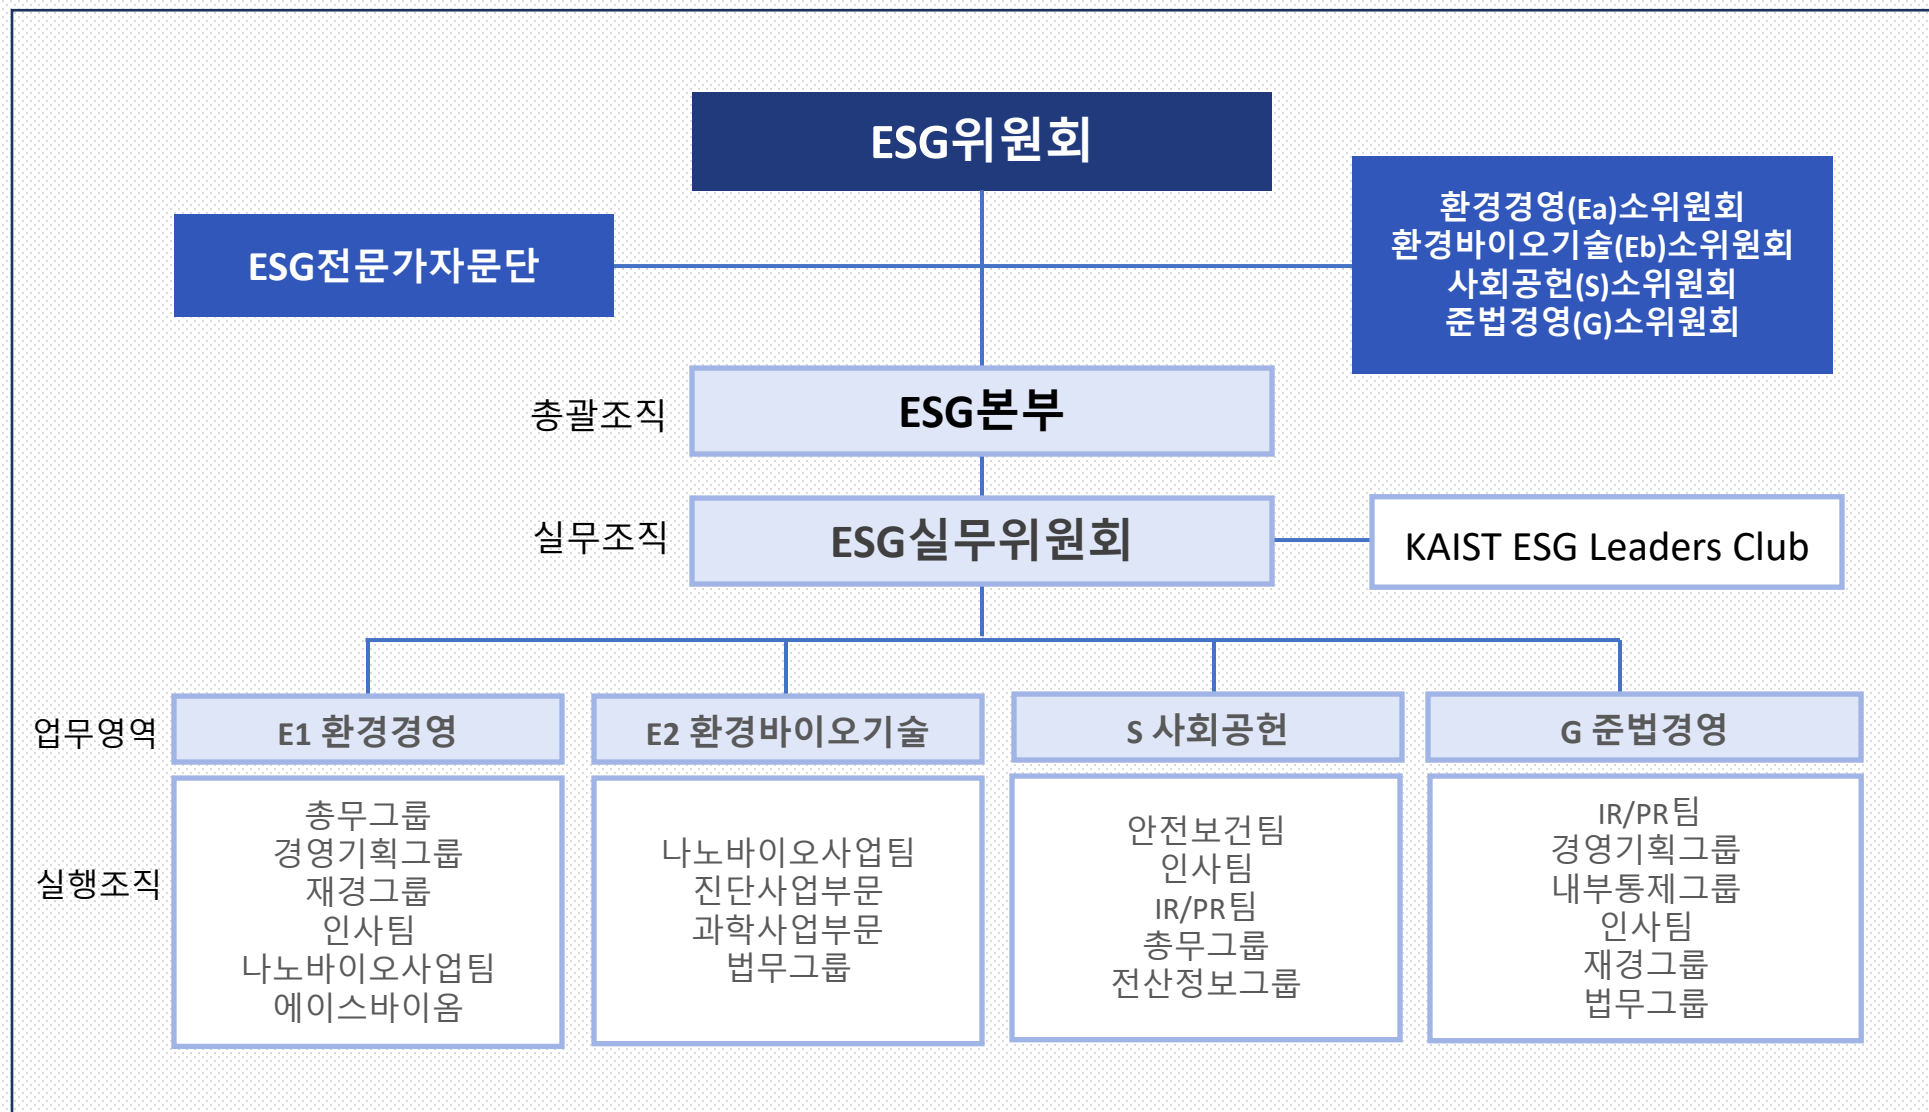 ESG위원회
ESG전문가자문단
환경경영(Ea)소위원회
환경바이오기술(Eb)소위원회
사회공헌(S)소위원회
준법경영(G)소위원회
총괄조직
ESG본부
실무조직
ESG실무위원회
KAIST ESG Leaders Club
업무영역
E1 환경경영
E2 환경바이오기술
S 사회공헌
G 준법경영
실행조직
총무그룹
경영기획그룹
재경그룹
인사팀
나노바이오사업팀
에이스바이옴
나노바이오사업팀
진단사업부문
과학사업부문
법무그룹
안전보건팀
인사팀
IR/PR팀
총무그룹
전산정보그룹
IR/PR팀
경영기획그룹
내부통제그룹
인사팀
재경그룹
법무그룹